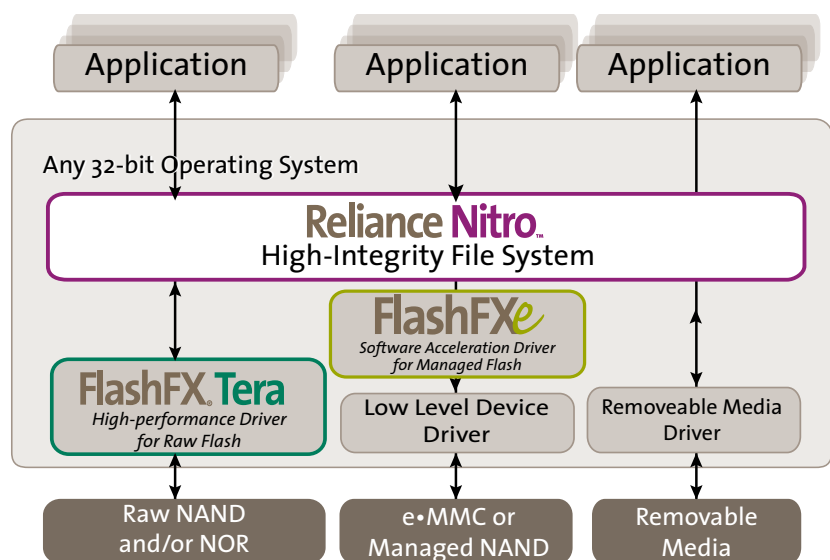 Application
Application
Application
Any 32-bit Operating System
Reliance Nitro™
High-Integrity File System
FlashFXe
Software Acceleration Driver
for Managed Flash
FlashFX® Tera
High-performance Driver
for Raw Flash
Low Level Device
Driver
Removeable Media
Driver
Raw NAND
and/or NOR
e•MMC or
Managed NAND
Removable
Media